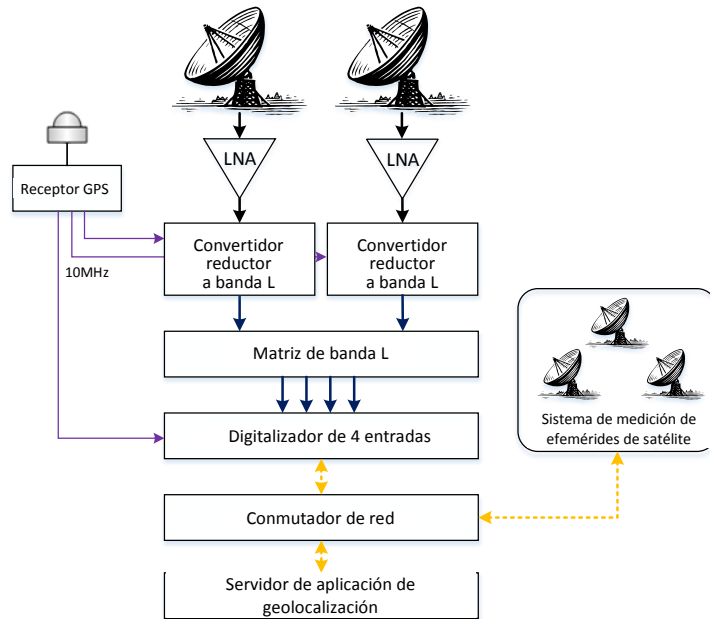 LNA
LNA
Receptor GPS
10MHz
Convertidor
reductor
a banda L
Convertidor
reductor
a banda L
Matriz de banda L
Digitalizador de 4 entradas
Sistema de medición de
efemérides de satélite
Conmutador de red
Servidor de aplicación de
geolocalización